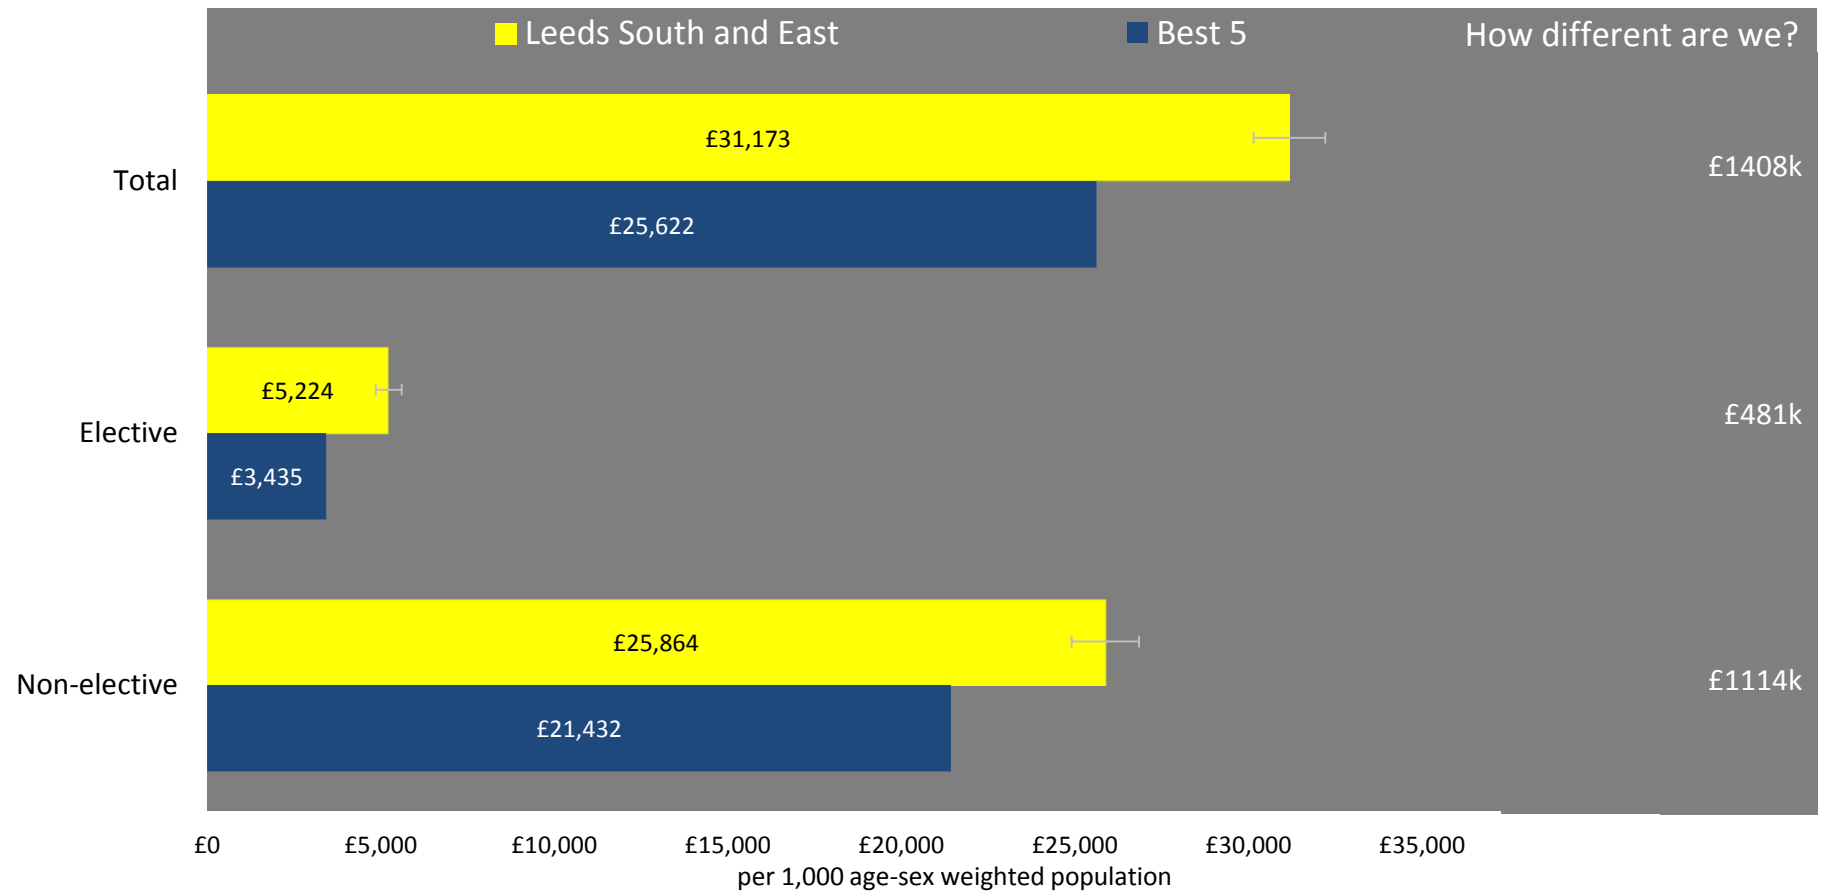 Leeds South and East
Best 5
How different are we?
Total
£31,173
£25,622
£1408k
Elective
£5,224
£3,435
£481k
Non-elective
£25,864
£21,432
£1114k
£0 £5,000 £10,000 £15,000 £20,000 £25,000 £30,000 £35,000
per 1,000 age-sex weighted population